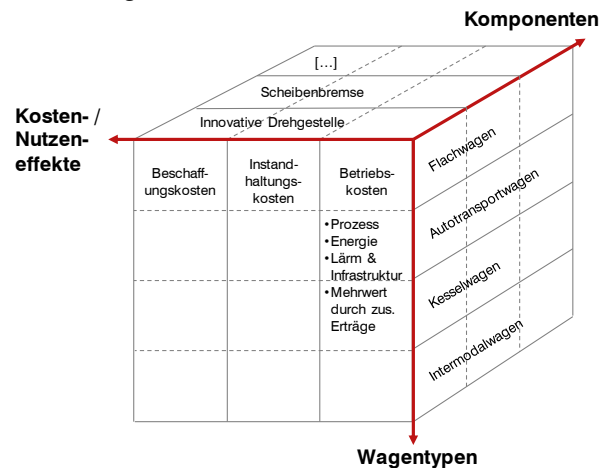 Komponenten
[...]
Scheibenbremse
Innovative Drehgestelle
Kosten- /
Nutzen-
effekte
Beschaff-
ungskosten
Instand-
haltungs-
kosten
Betriebs-
kosten
•Prozess
•Energie
•Lärm &
Infrastruktur
•Mehrwert
durch zus.
Erträge
Flachwagen
Autotransportwagen
Kesselwagen
Intermodalwagen
Wagentypen